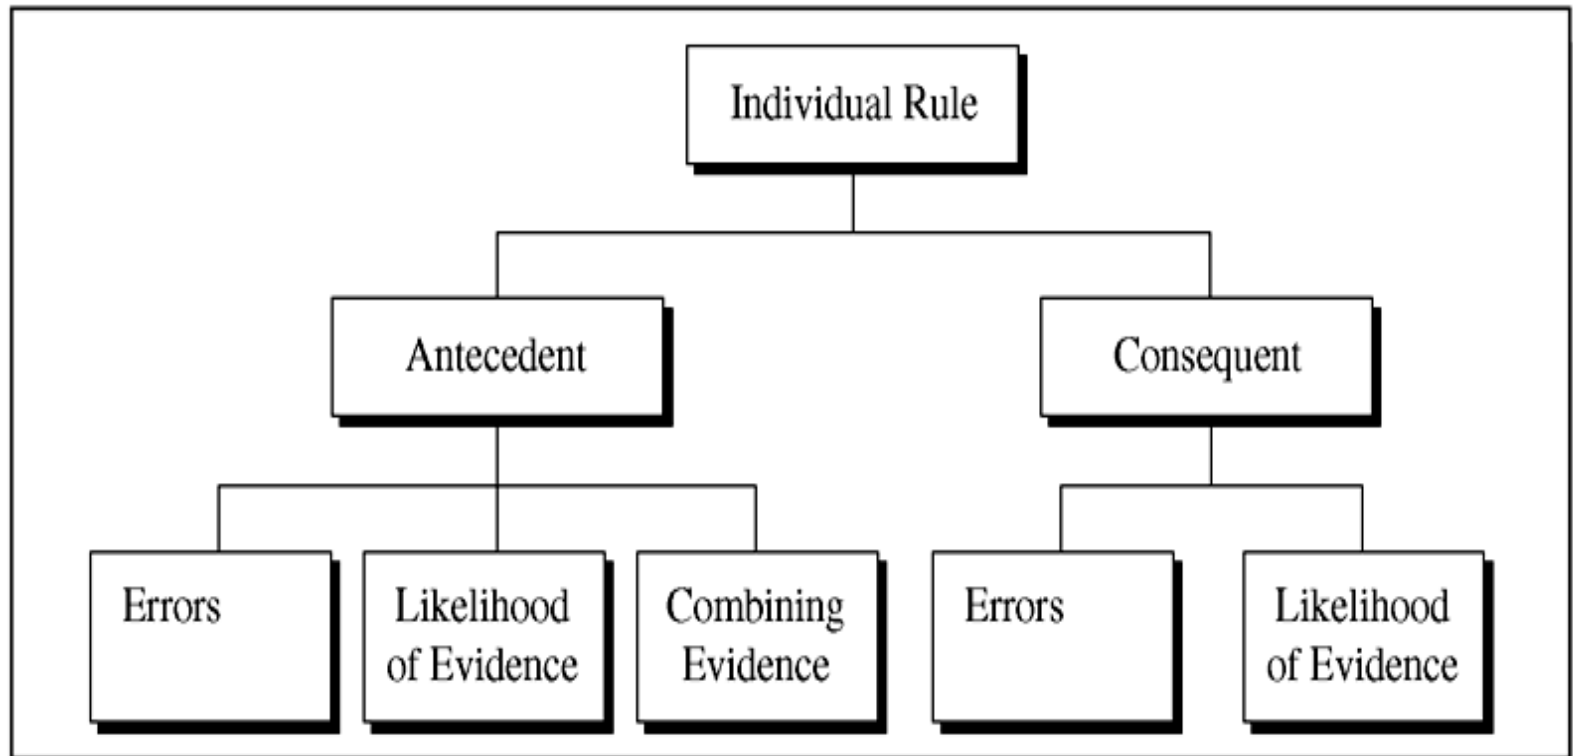 Individual Rule
Antecedent
Consequent
Errors
Likelihood
of Evidence
Combining
Evidence
Errors
Likelihood
of Evidence